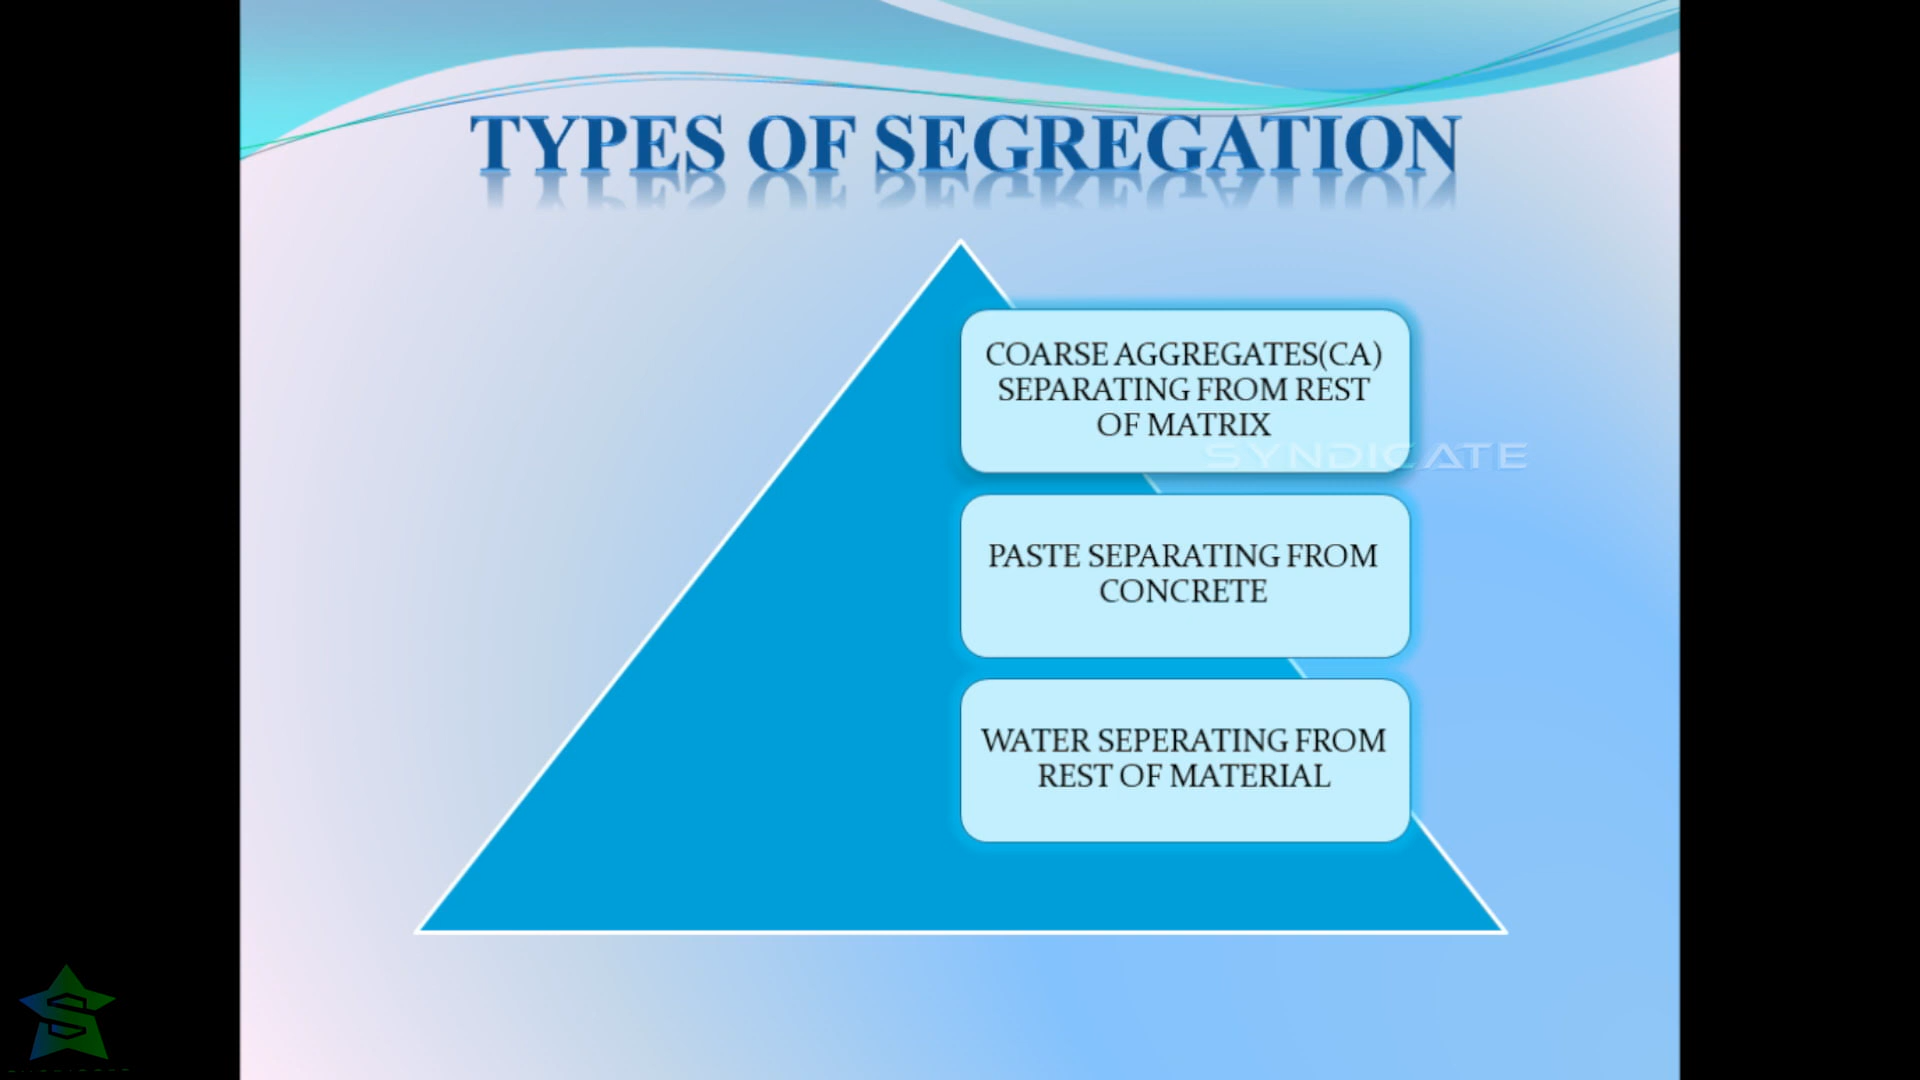 TYPES OF SEGREGATION
COARSE AGGREGATES(CA)
SEPARATING FROM REST
OF MATRIX
SYNDICATE
PASTE SEPARATING FROM
CONCRETE
WATER SEPERATING FROM
REST OF MATERIAL